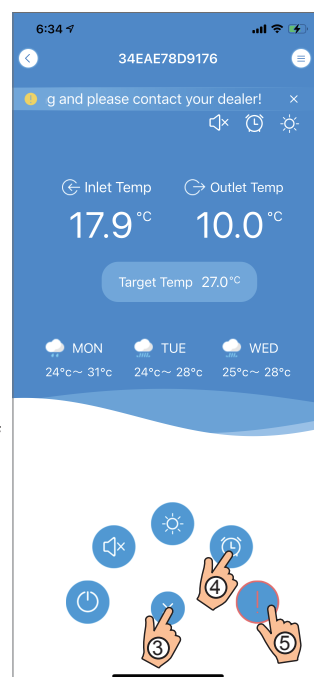 6:34
34EAE78D9176
g and please contact your dealer! ×
Inlet Temp Outlet Temp
17.9 °C 10.0 °C
Target Temp 27.0 °C
MON TUE WED
24°c~ 31°c 24°c~ 28°c 25°c~ 28°c
④
③ ⑤